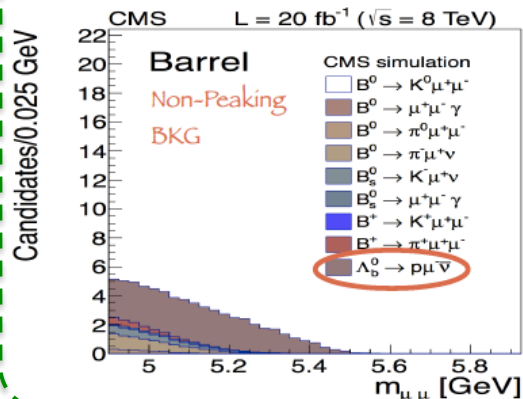 CMS L = 20 fb⁻¹ (√s = 8 TeV)
Candidates/0.025 GeV
22
20
18
16
14
12
10
8
6
4
2
0
Barrel
Non-Peaking
BKG
CMS simulation
B⁰ → K⁰μ⁺μ⁻
B⁰ → μ⁺μ⁻ γ
B⁰ → π⁰μ⁺μ⁻
B⁰ → π⁻μ⁺ν
B⁰ₛ → K⁻μ⁺ν
B⁰ₛ → μ⁺μ⁻ γ
B⁺ → K⁺μ⁺μ⁻
B⁺ → π⁺μ⁺μ⁻
Λ⁰_b → pμ⁻ν̄
5 5.2 5.4 5.6 5.8
m_μμ [GeV]